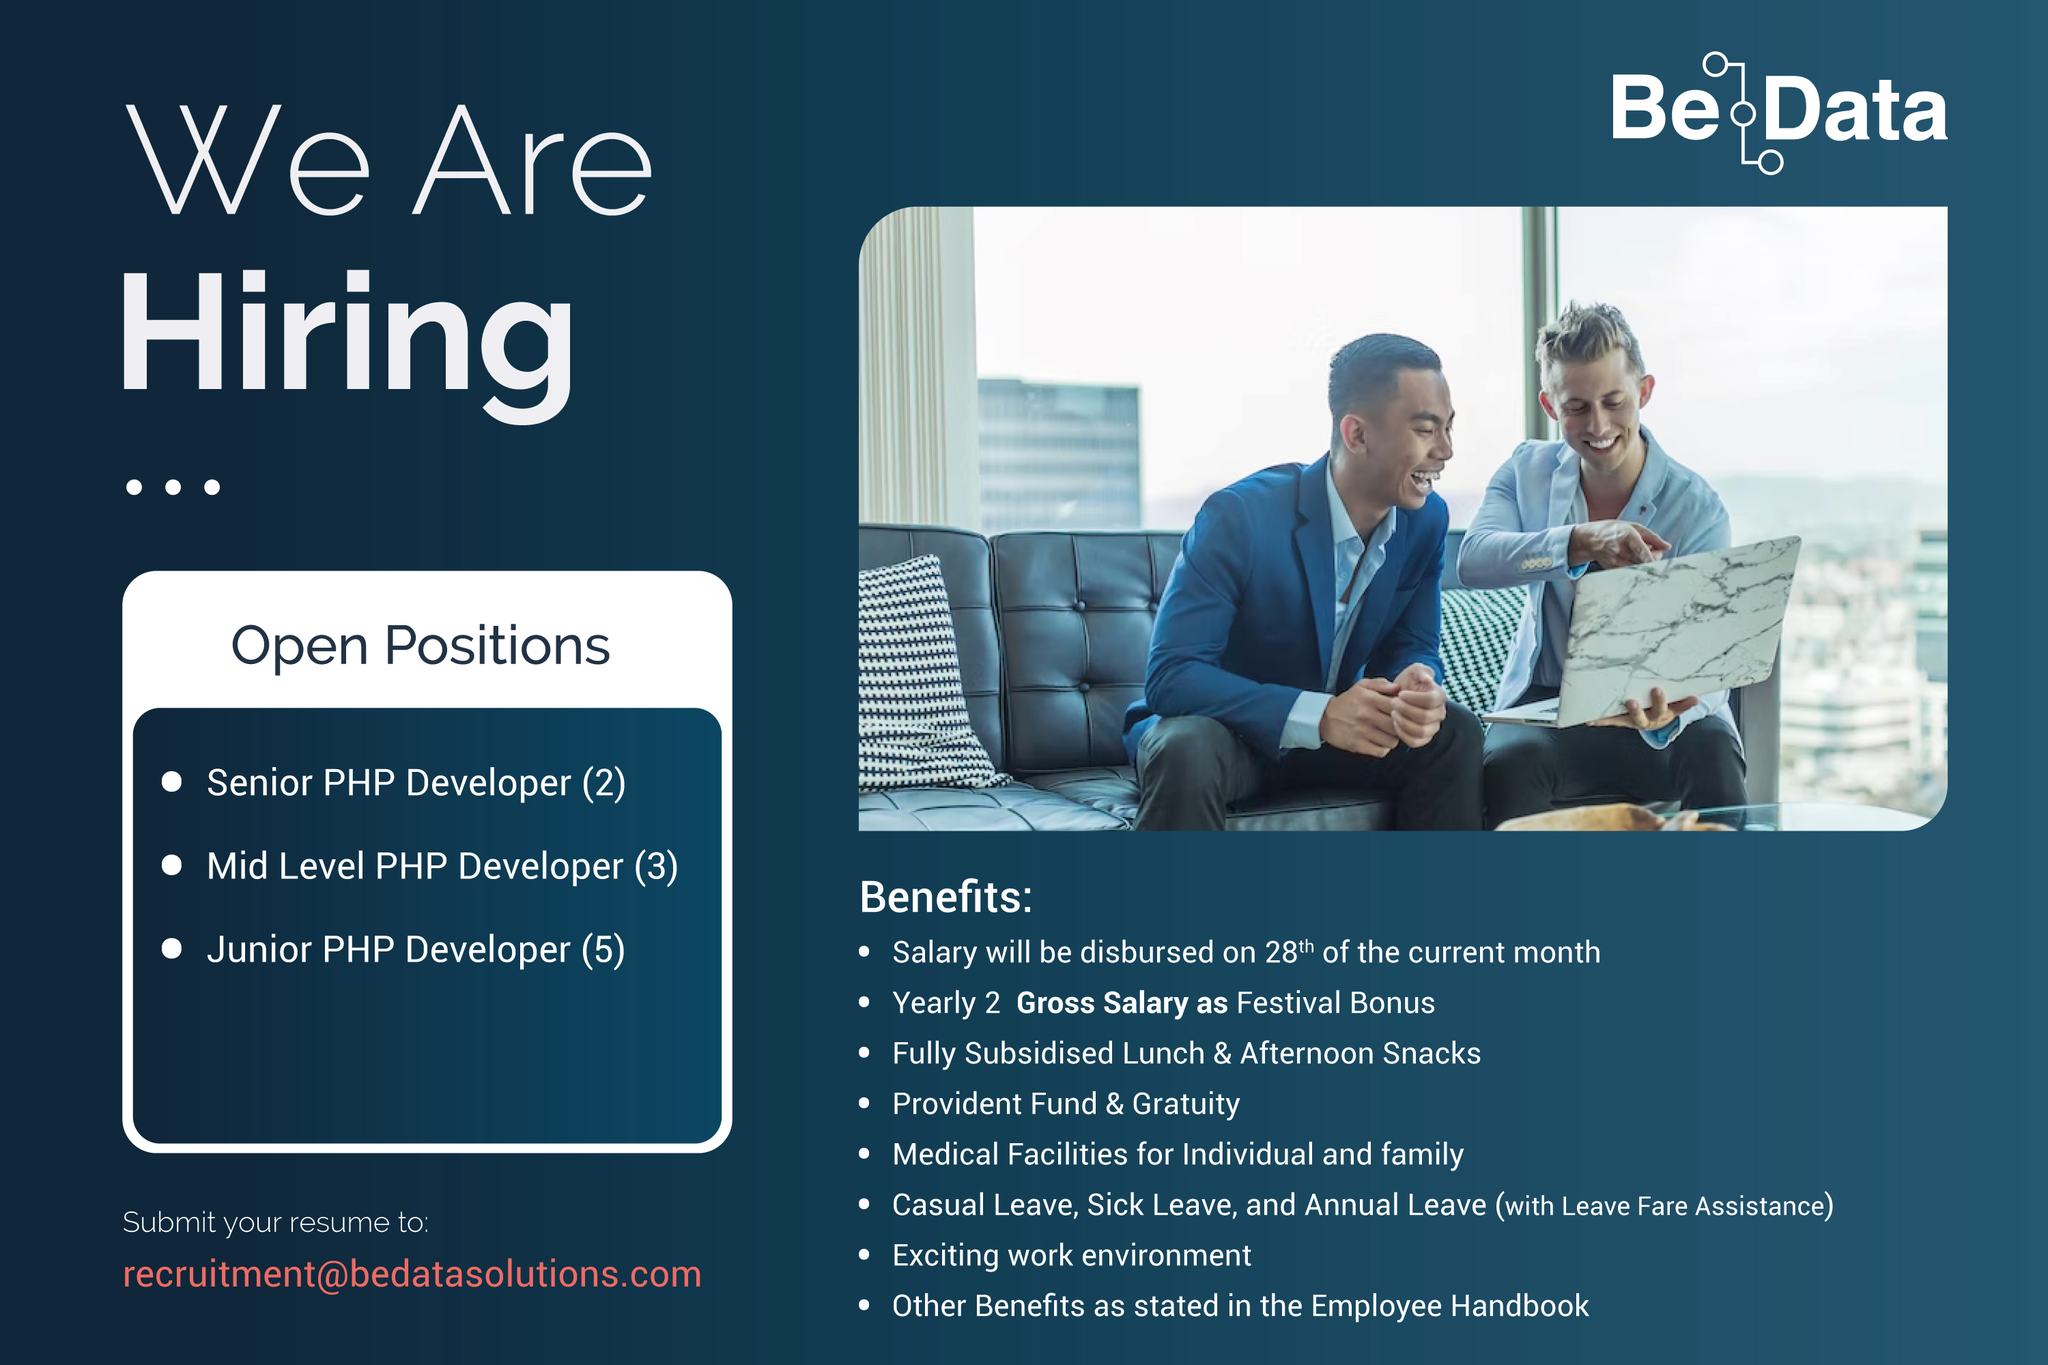 Be Data
We Are
Hiring
...
Open Positions
• Senior PHP Developer (2)
• Mid Level PHP Developer (3)
• Junior PHP Developer (5)
Submit your resume to:
recruitment@bedatasolutions.com
Benefits:
• Salary will be disbursed on 28th of the current month
• Yearly 2 Gross Salary as Festival Bonus
• Fully Subsidised Lunch & Afternoon Snacks
• Provident Fund & Gratuity
• Medical Facilities for Individual and family
• Casual Leave, Sick Leave, and Annual Leave (with Leave Fare Assistance)
• Exciting work environment
• Other Benefits as stated in the Employee Handbook